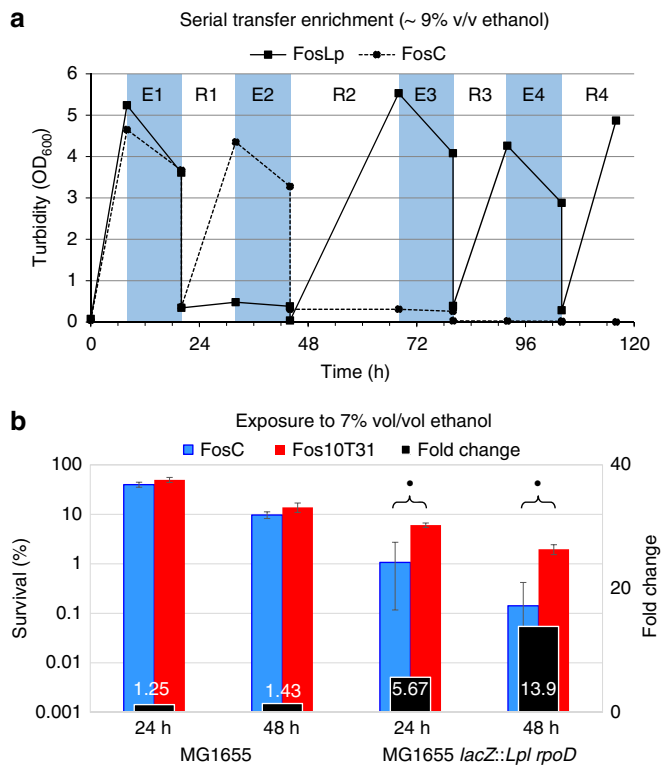 a
Serial transfer enrichment (~ 9% v/v ethanol)
FosLp FosC
E1 R1 E2 R2 E3 R3 E4 R4
Turbidity (OD600)
6
5
4
3
2
1
0
0 24 48 72 96 120
Time (h)
b
Exposure to 7% vol/vol ethanol
FosC Fos10T31 Fold change
Survival (%)
100
10
1
0.1
0.01
0.001
40
20
0
Fold change
1.25 1.43 5.67 13.9
24 h 48 h 24 h 48 h
MG1655 MG1655 lacZ::Lpl rpoD